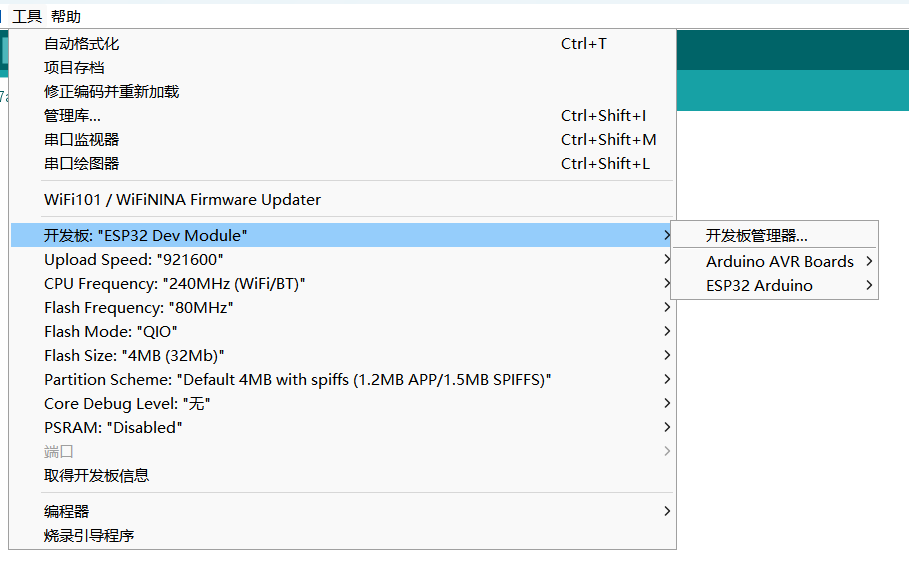 工具 帮助
自动格式化 Ctrl+T
项目存档
修正编码并重新加载
管理库... Ctrl+Shift+I
串口监视器 Ctrl+Shift+M
串口绘图器 Ctrl+Shift+L
WiFi101 / WiFiNINA Firmware Updater
开发板: "ESP32 Dev Module"
Upload Speed: "921600"
CPU Frequency: "240MHz (WiFi/BT)"
Flash Frequency: "80MHz"
Flash Mode: "QIO"
Flash Size: "4MB (32Mb)"
Partition Scheme: "Default 4MB with spiffs (1.2MB APP/1.5MB SPIFFS)"
Core Debug Level: "无"
PSRAM: "Disabled"
端口
取得开发板信息
编程器
烧录引导程序
开发板管理器...
Arduino AVR Boards
ESP32 Arduino